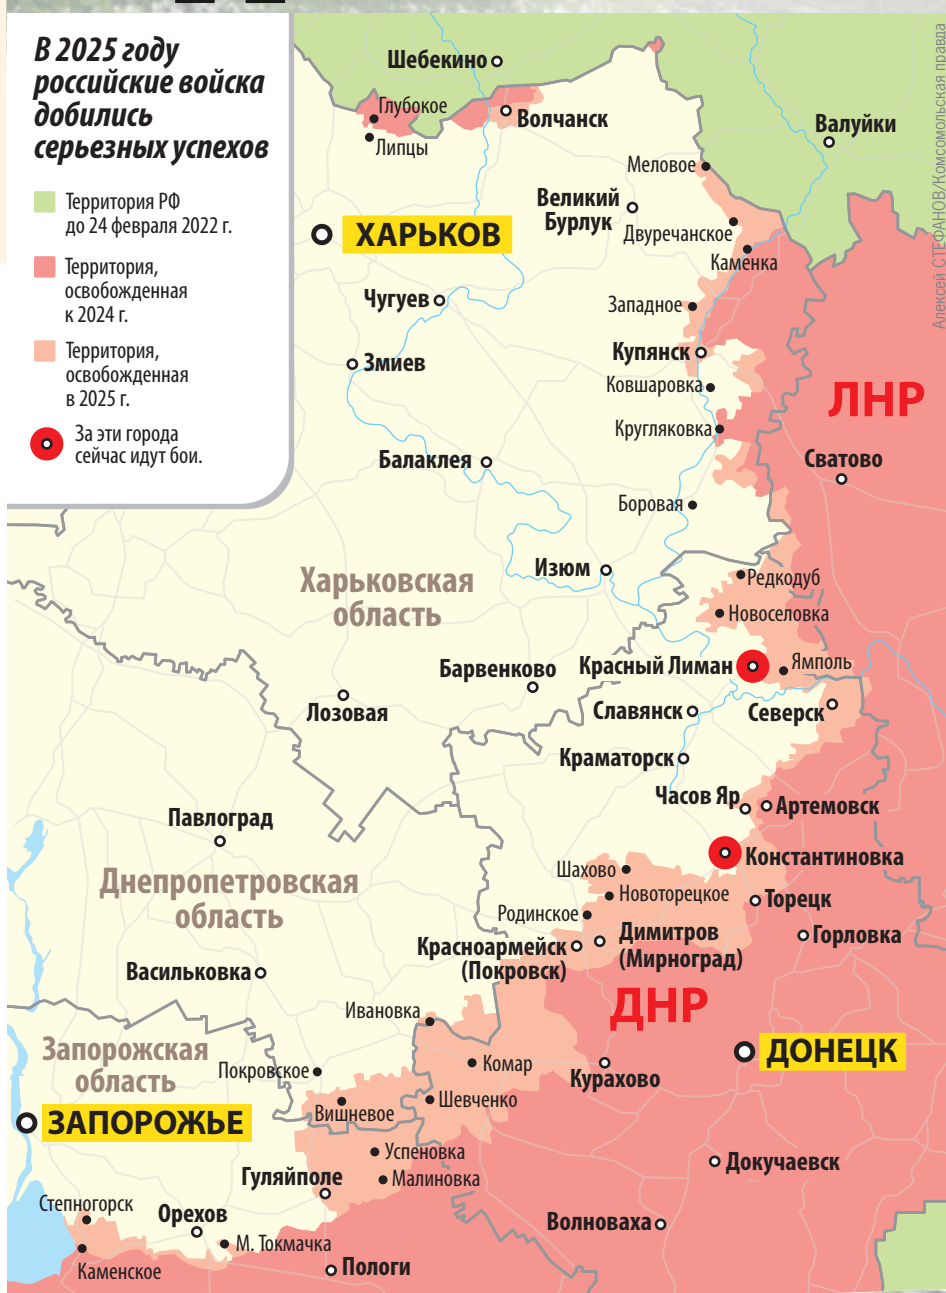 В 2025 году
российские войска
добились
серьезных успехов
Территория РФ
до 24 февраля 2022 г.
Территория,
освобожденная
к 2024 г.
Территория,
освобожденная
в 2025 г.
За эти города
сейчас идут бои.
Алексей СТЕФАНОВ/Комсомольская правда
Шебекино
Глубокое
Волчанск
Липцы
Валуйки
Меловое
Великий
Бурлук
Двуречанское
ХАРЬКОВ
Каменка
Чугуев
Западное
Купянск
Змиев
Ковшаровка
ЛНР
Кругляковка
Балаклея
Сватово
Боровая
Изюм
Редкодуб
Харьковская
область
Новоселовка
Барвенково
Красный Лиман
Ямполь
Лозовая
Славянск
Северск
Краматорск
Часов Яр
Артемовск
Павлоград
Константиновка
Шахово
Днепропетровская
область
Новоторецкое
Торецк
Родинское
Димитров
(Мирноград)
Горловка
Красноармейск
(Покровск)
Васильковка
ДНР
Ивановка
Запорожская
область
Комар
ДОНЕЦК
Покровское
Курахово
Вишневое
Шевченко
ЗАПОРОЖЬЕ
Успеновка
Докучаевск
Гуляйполе
Малиновка
Степногорск
Орехов
Волноваха
М. Токмачка
Каменское
Пологи